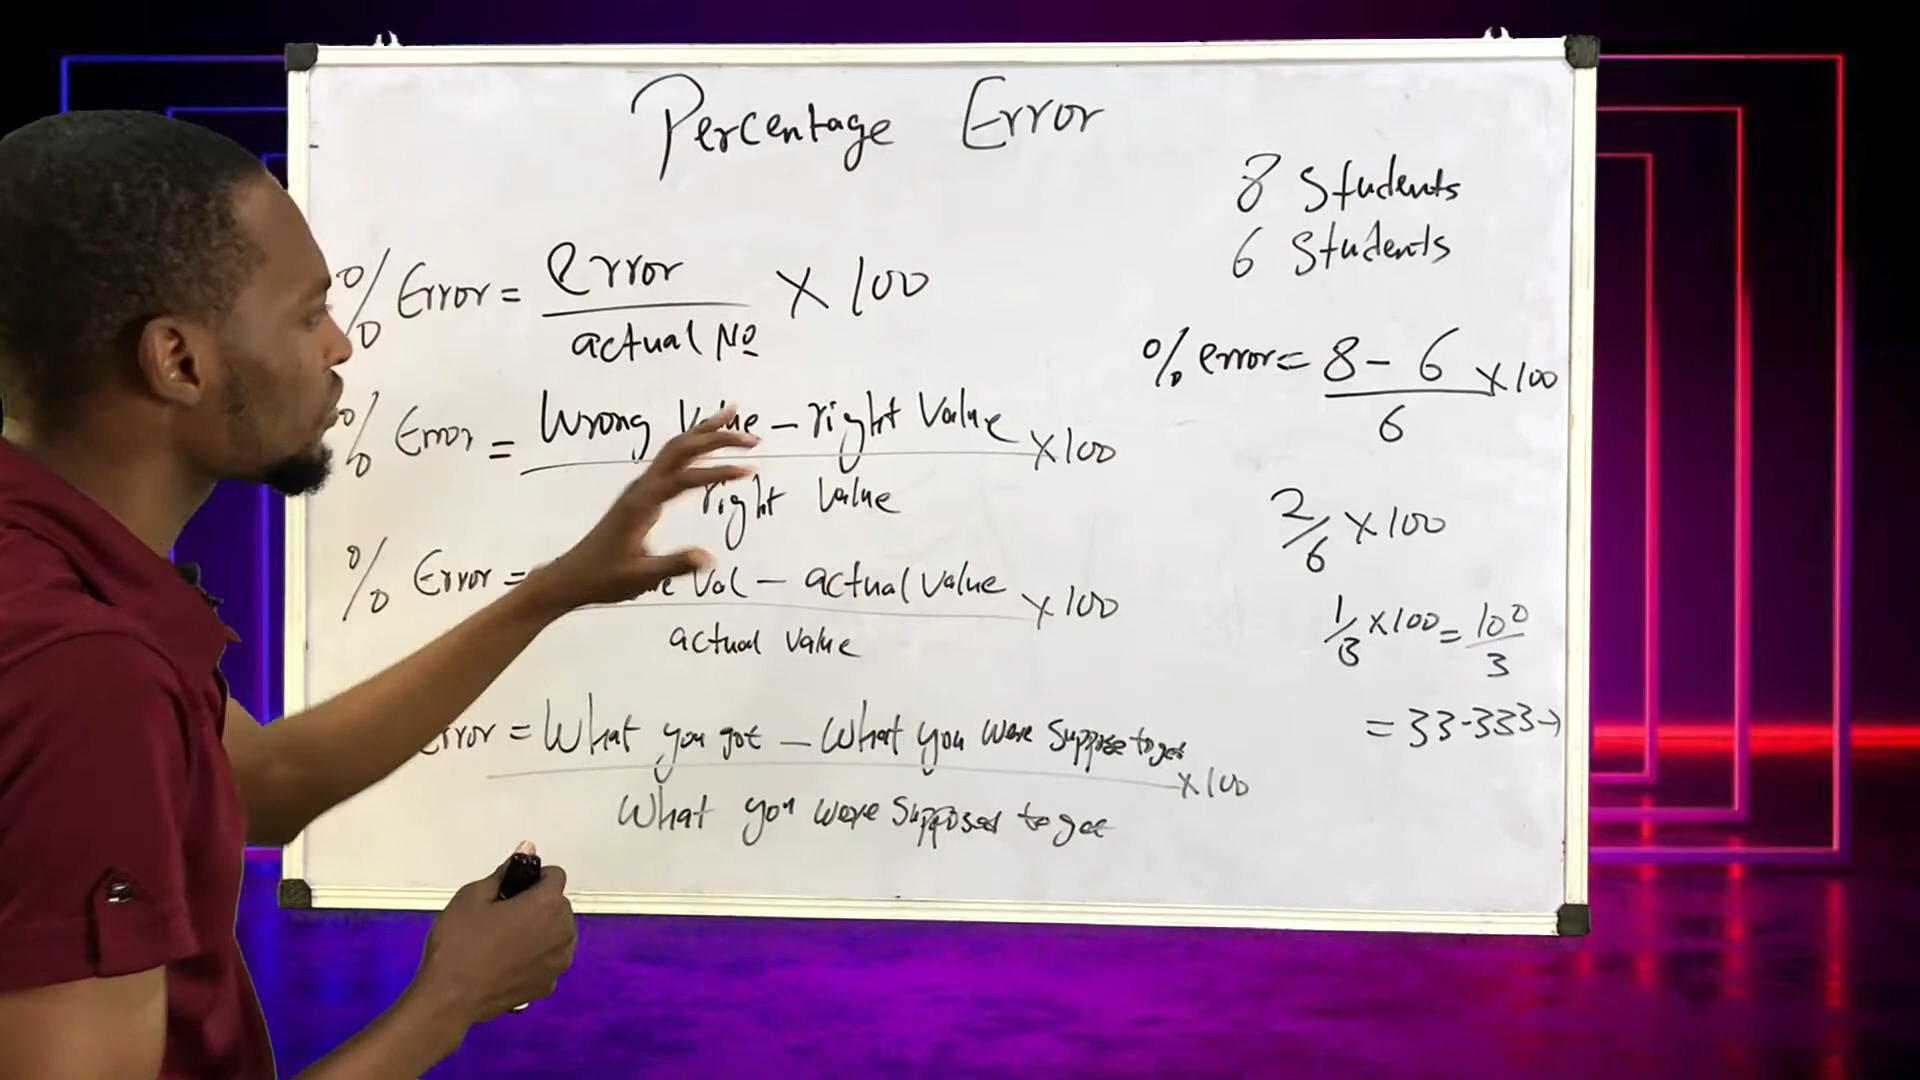 Percentage Error
% Error = error / actual No × 100
% Error = Wrong Value - right Value / right Value × 100
% Error = Val - actual Value / actual Value × 100
Error = What you got - What you were suppose to get / What you were supposed to get × 100
8 Students
6 Students
% error = 8 - 6 / 6 × 100
2/6 × 100
1/3 × 100 = 100/3
= 33.333→